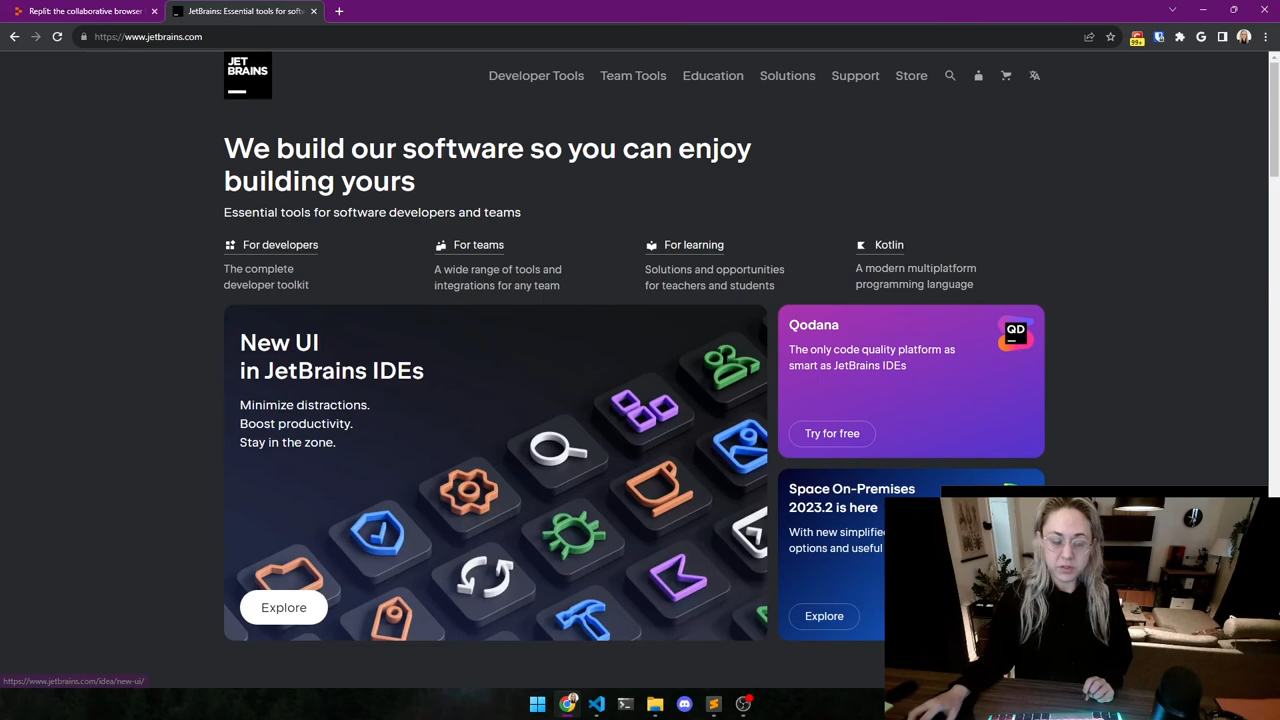 Replit: the collaborative browser
JetBrains: Essential tools for soft
https://www.jetbrains.com
99+
JET
BRAINS
Developer Tools
Team Tools
Education
Solutions
Support
Store
We build our software so you can enjoy
building yours
Essential tools for software developers and teams
For developers
The complete
developer toolkit
For teams
A wide range of tools and
integrations for any team
For learning
Solutions and opportunities
for teachers and students
Kotlin
A modern multiplatform
programming language
New UI
in JetBrains IDEs
Minimize distractions.
Boost productivity.
Stay in the zone.
Explore
Qodana
The only code quality platform as
smart as JetBrains IDEs
QD
Try for free
Space On-Premises
2023.2 is here
With new simplifie
options and useful
Explore
https://www.jetbrains.com/idea/new-ui/